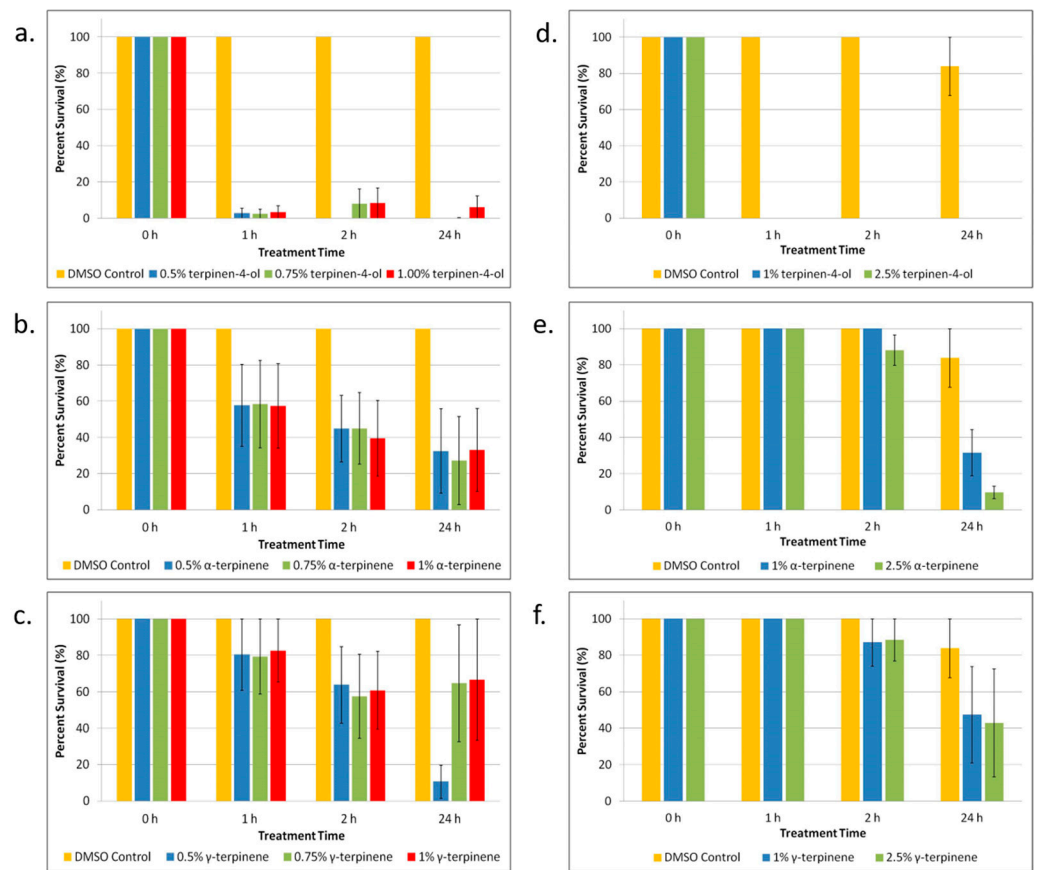 a.
Percent Survival (%)
100
80
60
40
20
0
0 h 1 h 2 h 24 h
Treatment Time
DMSO Control 0.5% terpinen-4-ol 0.75% terpinen-4-ol 1.00% terpinen-4-ol
b.
Percent Survival (%)
100
80
60
40
20
0
0 h 1 h 2 h 24 h
Treatment Time
DMSO Control 0.5% α-terpinene 0.75% α-terpinene 1% α-terpinene
c.
Percent Survival (%)
100
80
60
40
20
0
0 h 1 h 2 h 24 h
Treatment Time
DMSO Control 0.5% γ-terpinene 0.75% γ-terpinene 1% γ-terpinene
d.
Percent Survival (%)
100
80
60
40
20
0
0 h 1 h 2 h 24 h
Treatment Time
DMSO Control 1% terpinen-4-ol 2.5% terpinen-4-ol
e.
Percent Survival (%)
100
80
60
40
20
0
0 h 1 h 2 h 24 h
Treatment Time
DMSO Control 1% α-terpinene 2.5% α-terpinene
f.
Percent Survival (%)
100
80
60
40
20
0
0 h 1 h 2 h 24 h
Treatment Time
DMSO Control 1% γ-terpinene 2.5% γ-terpinene